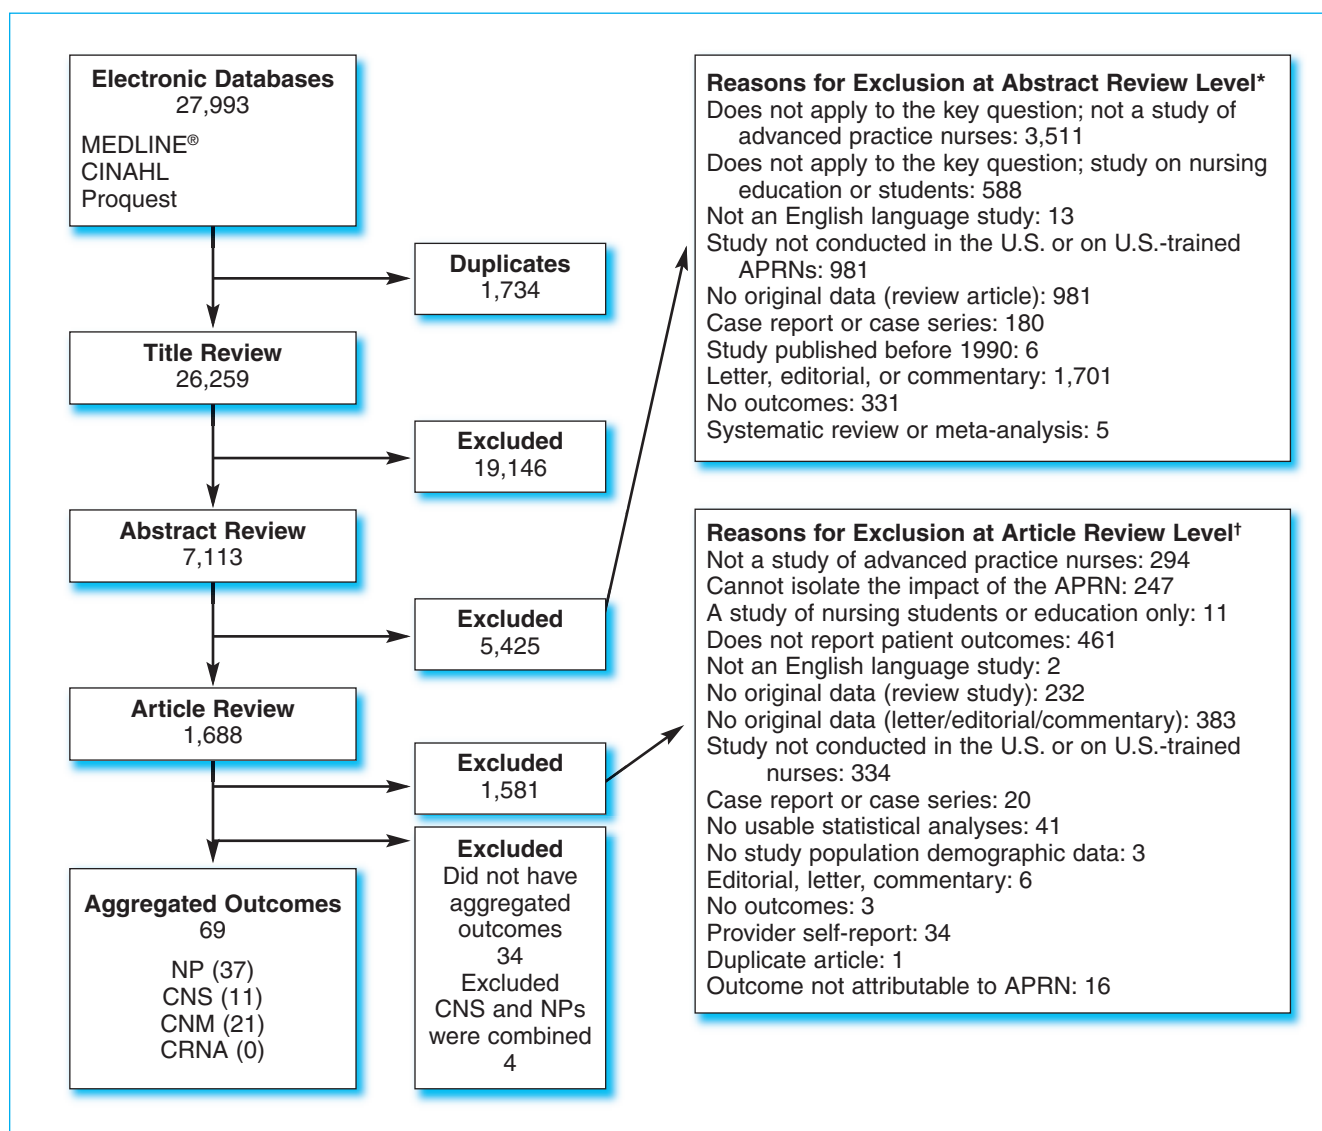 Electronic Databases
27,993
MEDLINE®
CINAHL
Proquest
Duplicates
1,734
Title Review
26,259
Excluded
19,146
Abstract Review
7,113
Excluded
5,425
Article Review
1,688
Excluded
1,581
Excluded
Did not have
aggregated
outcomes
34
Excluded
CNS and NPs
were combined
4
Aggregated Outcomes
69
NP (37)
CNS (11)
CNM (21)
CRNA (0)
Reasons for Exclusion at Abstract Review Level*
Does not apply to the key question; not a study of
advanced practice nurses: 3,511
Does not apply to the key question; study on nursing
education or students: 588
Not an English language study: 13
Study not conducted in the U.S. or on U.S.-trained
APRNs: 981
No original data (review article): 981
Case report or case series: 180
Study published before 1990: 6
Letter, editorial, or commentary: 1,701
No outcomes: 331
Systematic review or meta-analysis: 5
Reasons for Exclusion at Article Review Level†
Not a study of advanced practice nurses: 294
Cannot isolate the impact of the APRN: 247
A study of nursing students or education only: 11
Does not report patient outcomes: 461
Not an English language study: 2
No original data (review study): 232
No original data (letter/editorial/commentary): 383
Study not conducted in the U.S. or on U.S.-trained
nurses: 334
Case report or case series: 20
No usable statistical analyses: 41
No study population demographic data: 3
Editorial, letter, commentary: 6
No outcomes: 3
Provider self-report: 34
Duplicate article: 1
Outcome not attributable to APRN: 16